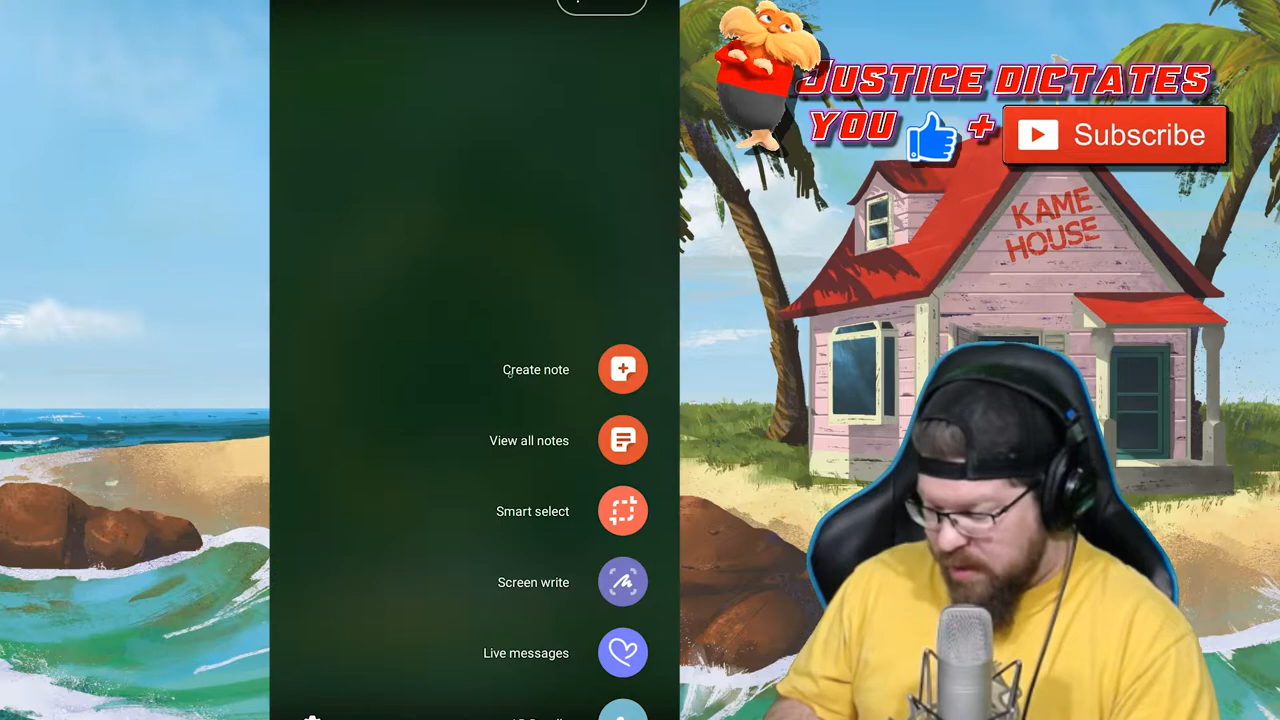 JUSTICE DICTATES
YOU + Subscribe
KAME
HOUSE
Create note
View all notes
Smart select
Screen write
Live messages